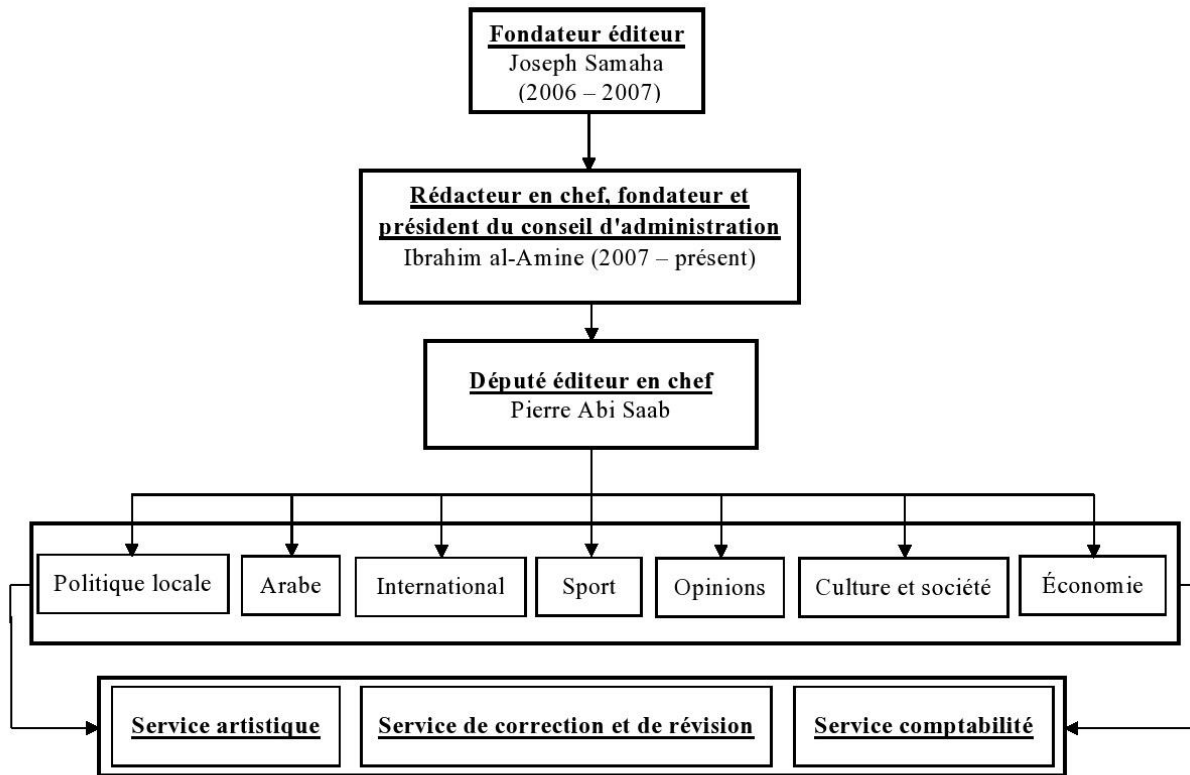 Fondateur éditeur
Joseph Samaha
(2006 – 2007)
Rédacteur en chef, fondateur et
président du conseil d'administration
Ibrahim al-Amine (2007 – présent)
Député éditeur en chef
Pierre Abi Saab
Politique locale
Arabe
International
Sport
Opinions
Culture et société
Économie
Service artistique
Service de correction et de révision
Service comptabilité